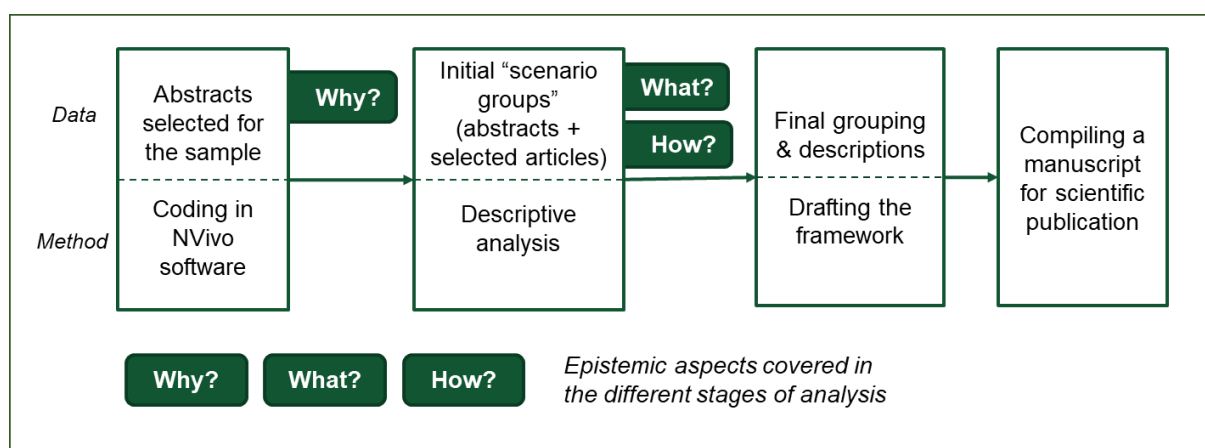 Data
Method
Abstracts
selected for
the sample
Coding in
NVivo
software
Why?
Initial “scenario
groups”
(abstracts +
selected articles)
Descriptive
analysis
What?
How?
Final grouping
& descriptions
Drafting the
framework
Compiling a
manuscript
for scientific
publication
Why?
What?
How?
Epistemic aspects covered in
the different stages of analysis